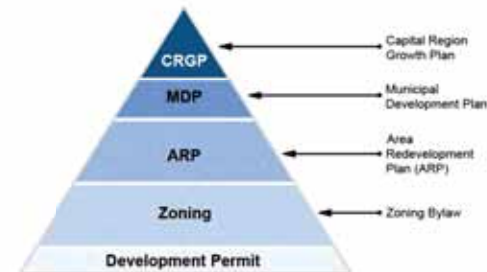 CRGP
Capital Region
Growth Plan
MDP
Municipal
Development Plan
ARP
Area
Redevelopment
Plan (ARP)
Zoning
Zoning Bylaw
Development Permit